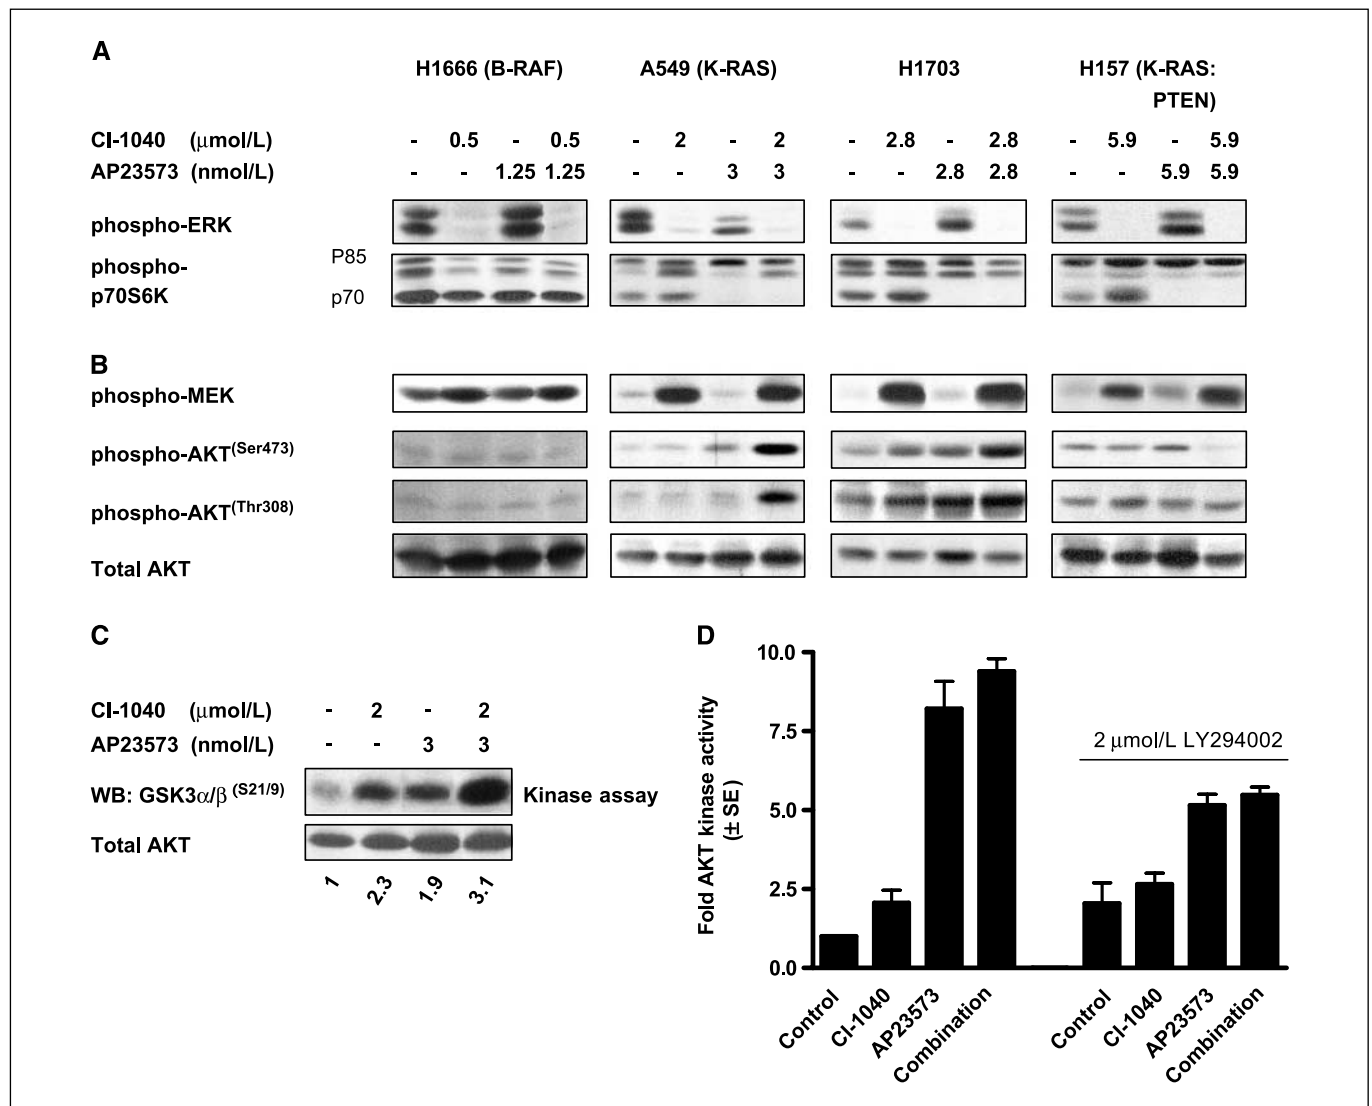 A
H1666 (B-RAF) A549 (K-RAS) H1703 H157 (K-RAS:
PTEN)
CI-1040 (μmol/L) - 0.5 - 0.5 - 2 - 2 - 2.8 - 2.8 - 5.9 - 5.9
AP23573 (nmol/L) - - 1.25 1.25 - - 3 3 - - 2.8 2.8 - - 5.9 5.9
phospho-ERK
P85
phospho-
p70S6K p70
B
phospho-MEK
phospho-AKT(Ser473)
phospho-AKT(Thr308)
Total AKT
C
CI-1040 (μmol/L) - 2 - 2
AP23573 (nmol/L) - - 3 3
WB: GSK3α/β (S21/9) Kinase assay
Total AKT
1 2.3 1.9 3.1
D
Fold AKT kinase activity
(± SE)
10.0
7.5
5.0
2.5
0.0
2 μmol/L LY294002
Control CI-1040 AP23573 Combination Control CI-1040 AP23573 Combination